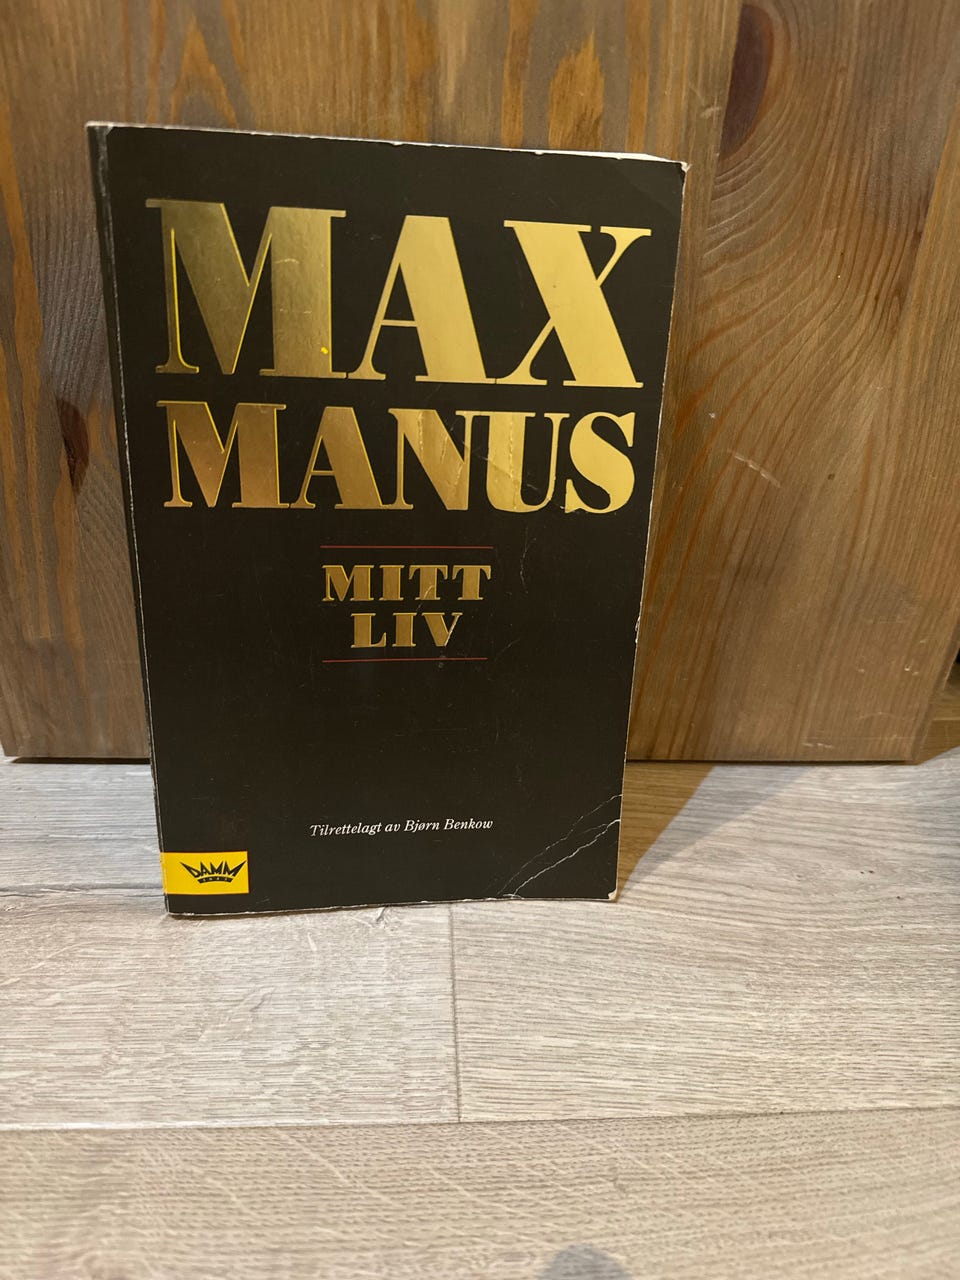 MAX
MANUS
MITT
LIV
Tilrettelagt av Bjørn Benkow
DAMM